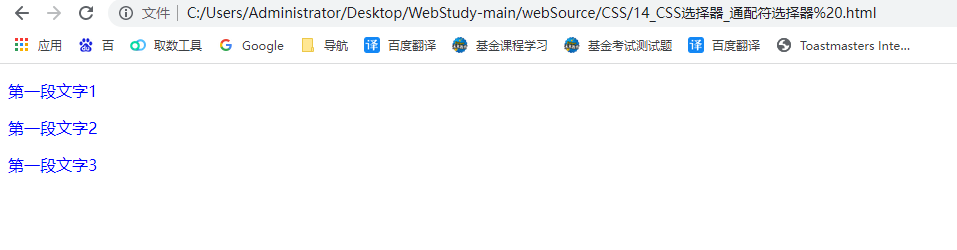 文件 C:/Users/Administrator/Desktop/WebStudy-main/webSource/CSS/14_CSS选择器_通配符选择器%20.html
应用 百 取数工具 Google 导航 百度翻译 基金课程学习 基金考试测试题 百度翻译 Toastmasters Inte...
第一段文字1
第一段文字2
第一段文字3